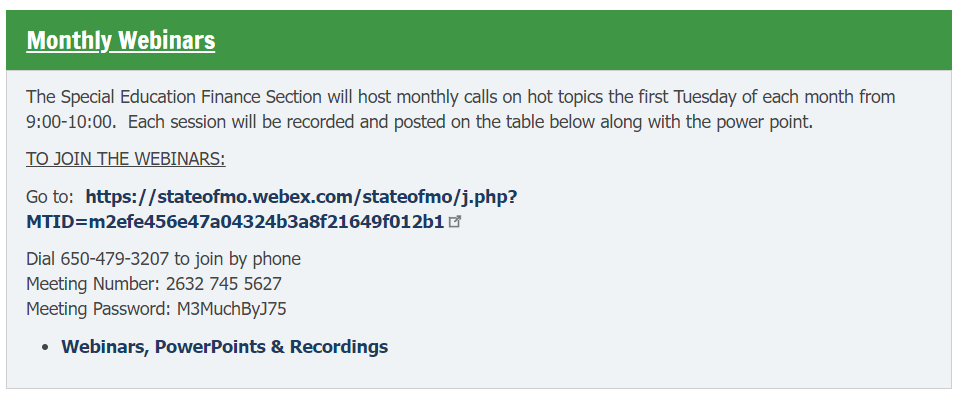 Monthly Webinars
The Special Education Finance Section will host monthly calls on hot topics the first Tuesday of each month from
9:00-10:00.  Each session will be recorded and posted on the table below along with the power point.
TO JOIN THE WEBINARS:
Go to:  https://stateofmo.webex.com/stateofmo/j.php?
MTID=m2efe456e47a04324b3a8f21649f012b1
Dial 650-479-3207 to join by phone
Meeting Number: 2632 745 5627
Meeting Password: M3MuchByJ75
• Webinars, PowerPoints & Recordings